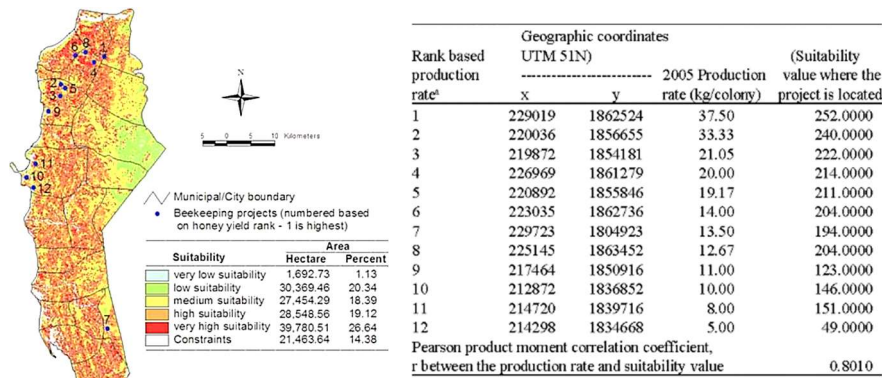 6 8 1
4
2 5
3
9
11
10
12
7
N
5 0 5 10 Kilometers
Municipal/City boundary
Beekeeping projects (numbered based
on honey yield rank - 1 is highest)
Area
Suitability Hectare Percent
very low suitability 1,692.73 1.13
low suitability 30,369.46 20.34
medium suitability 27,454.29 18.39
high suitability 28,548.56 19.12
very high suitability 39,780.51 26.64
Constraints 21,463.64 14.38
Geographic coordinates
Rank based UTM 51N) (Suitability
production ------------------------ 2005 Production value where the
rateª x y rate (kg/colony) project is located
1 229019 1862524 37.50 252.0000
2 220036 1856655 33.33 240.0000
3 219872 1854181 21.05 222.0000
4 226969 1861279 20.00 214.0000
5 220892 1855846 19.17 211.0000
6 223035 1862736 14.00 204.0000
7 229723 1804923 13.50 194.0000
8 225145 1863452 12.67 204.0000
9 217464 1850916 11.00 123.0000
10 212872 1836852 10.00 146.0000
11 214720 1839716 8.00 151.0000
12 214298 1834668 5.00 49.0000
Pearson product moment correlation coefficient,
r between the production rate and suitability value 0.8010